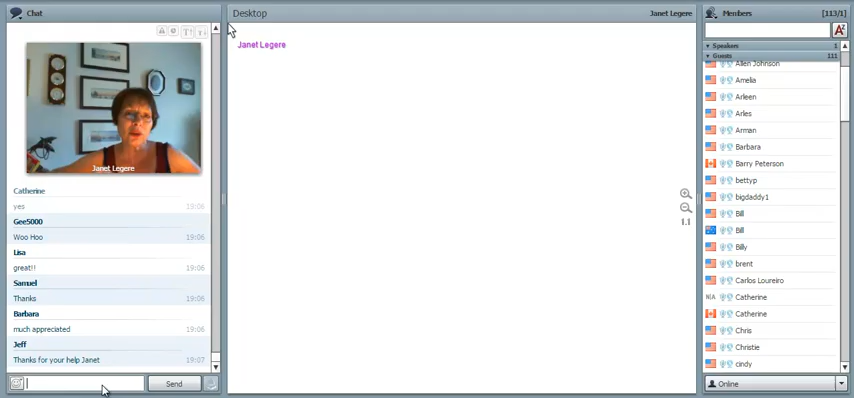 Chat
Janet Legere
Catherine
yes 19:06
Gee5000
Woo Hoo 19:06
Lisa
great!! 19:06
Samuel
Thanks 19:06
Barbara
much appreciated 19:06
Jeff
Thanks for your help Janet 19:07
Send
Desktop Janet Legere
Janet Legere
1.1
Members [113/1]
Speakers 1
Guests 111
Allen Johnson
Amelia
Arleen
Arles
Arman
Barbara
Barry Peterson
bettyp
bigdaddy1
Bill
Bill
Billy
brent
Carlos Loureiro
N/A Catherine
Catherine
Chris
Christie
cindy
Online